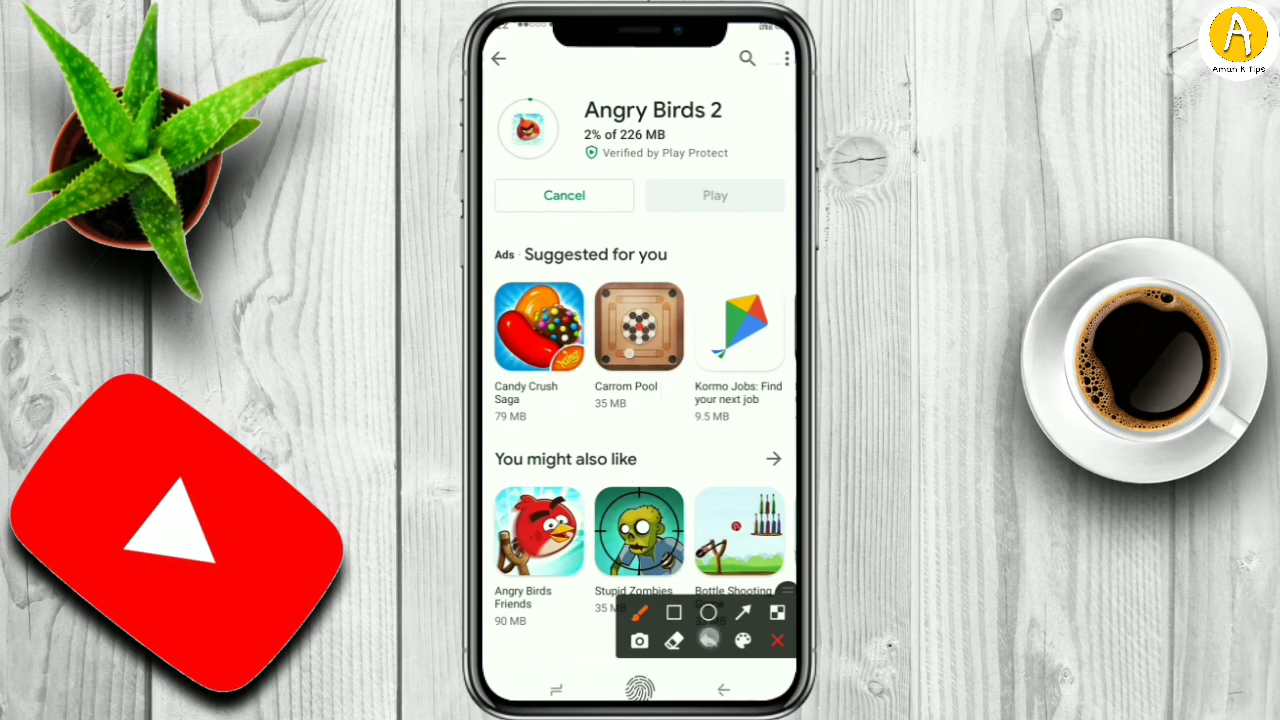 A
Aman K Tips
Angry Birds 2
2% of 226 MB
Verified by Play Protect
Cancel
Play
Ads · Suggested for you
Candy Crush
Saga
79 MB
Carrom Pool
35 MB
Kormo Jobs: Find
your next job
9.5 MB
You might also like
Angry Birds
Friends
90 MB
Stupid Zombies
35 MB
Bottle Shooting